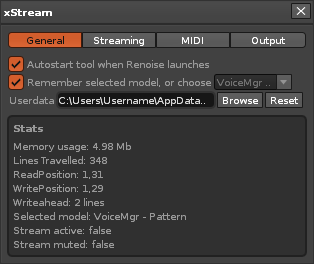 xStream
General Streaming MIDI Output
Autostart tool when Renoise launches
Remember selected model, or choose VoiceMgr ..
Userdata C:\Users\Username\AppData.. Browse Reset
Stats
Memory usage: 4.98 Mb
Lines Travelled: 348
ReadPosition: 1,31
WritePosition: 1,29
Writeahead: 2 lines
Selected model: VoiceMgr - Pattern
Stream active: false
Stream muted: false